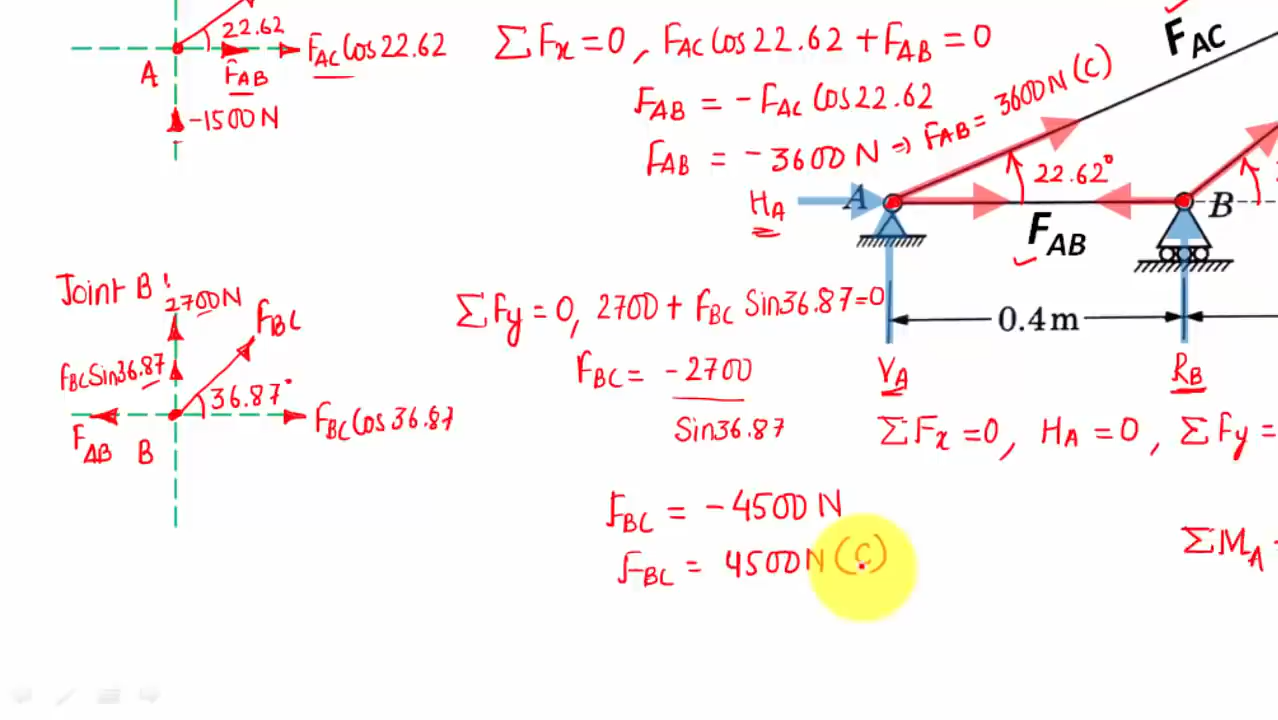 22.62
F_AC Cos 22.62
A
F_AB
-1500 N
ΣFx = 0, F_AC Cos 22.62 + F_AB = 0
F_AB = - F_AC Cos 22.62
F_AB = - 3600 N ⇒ F_AB = 3600 N (C)
F_AC
22.62°
H_A
A
B
F_AB
0.4 m
V_A
R_B
Joint B:
2700 N
F_BC
F_BC Sin 36.87
36.87°
F_BC Cos 36.87
F_AB
B
ΣFy = 0, 2700 + F_BC Sin 36.87 = 0
F_BC = -2700
Sin 36.87
F_BC = - 4500 N
F_BC = 4500 N (C)
ΣFx = 0, H_A = 0, ΣFy =
ΣM_A